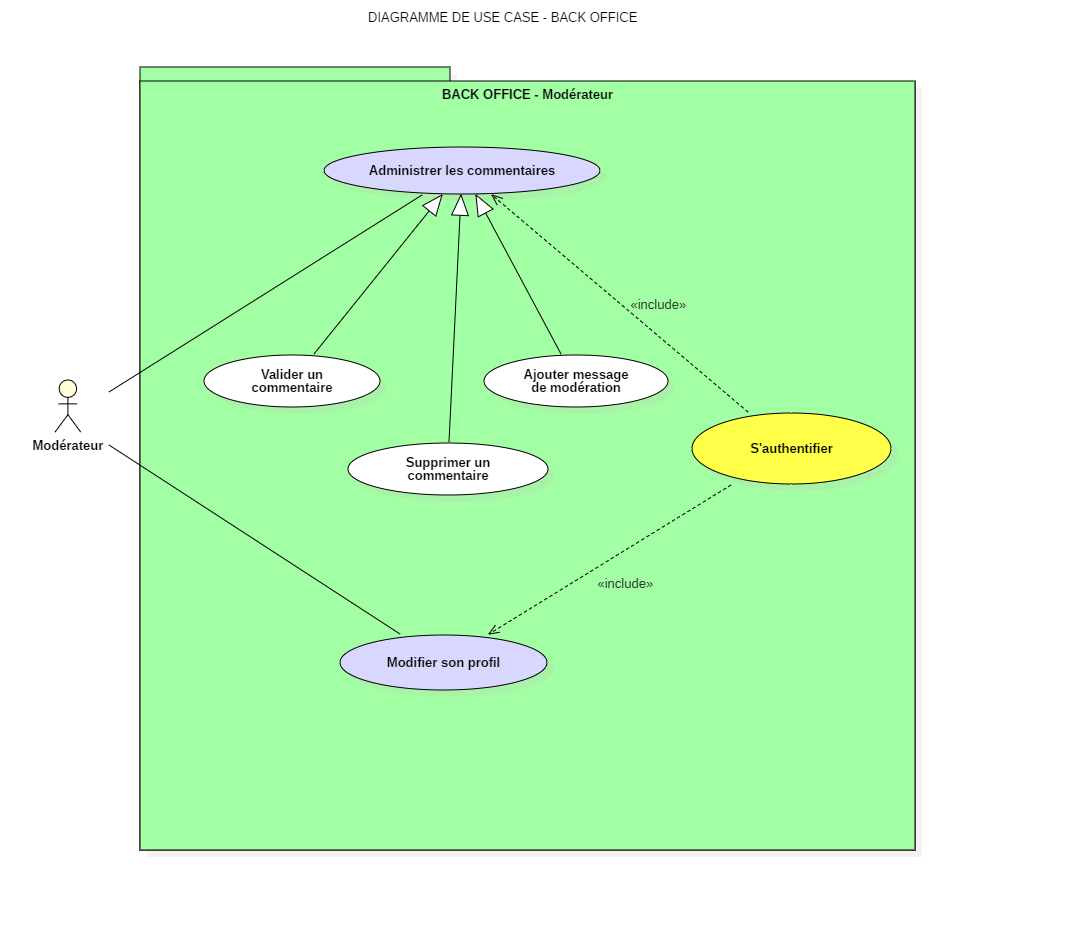 DIAGRAMME DE USE CASE - BACK OFFICE
BACK OFFICE - Modérateur
Administrer les commentaires
«include»
Valider un
commentaire
Ajouter message
de modération
Modérateur
S'authentifier
Supprimer un
commentaire
«include»
Modifier son profil